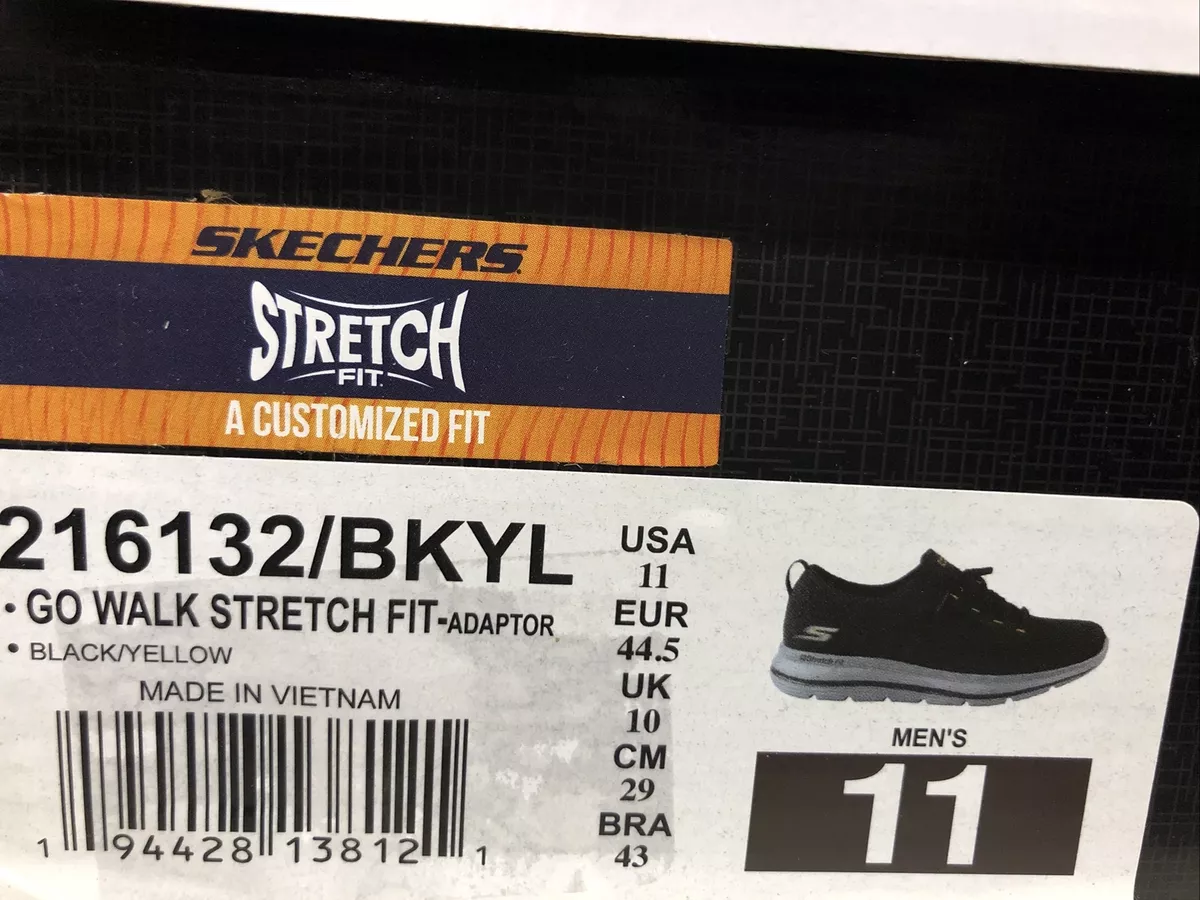 SKECHERS
STRETCH
FIT
A CUSTOMIZED FIT
216132/BKYL
• GO WALK STRETCH FIT-ADAPTOR
• BLACK/YELLOW
MADE IN VIETNAM
1 94428 13812 1
USA
11
EUR
44.5
UK
10
CM
29
BRA
43
MEN'S
11